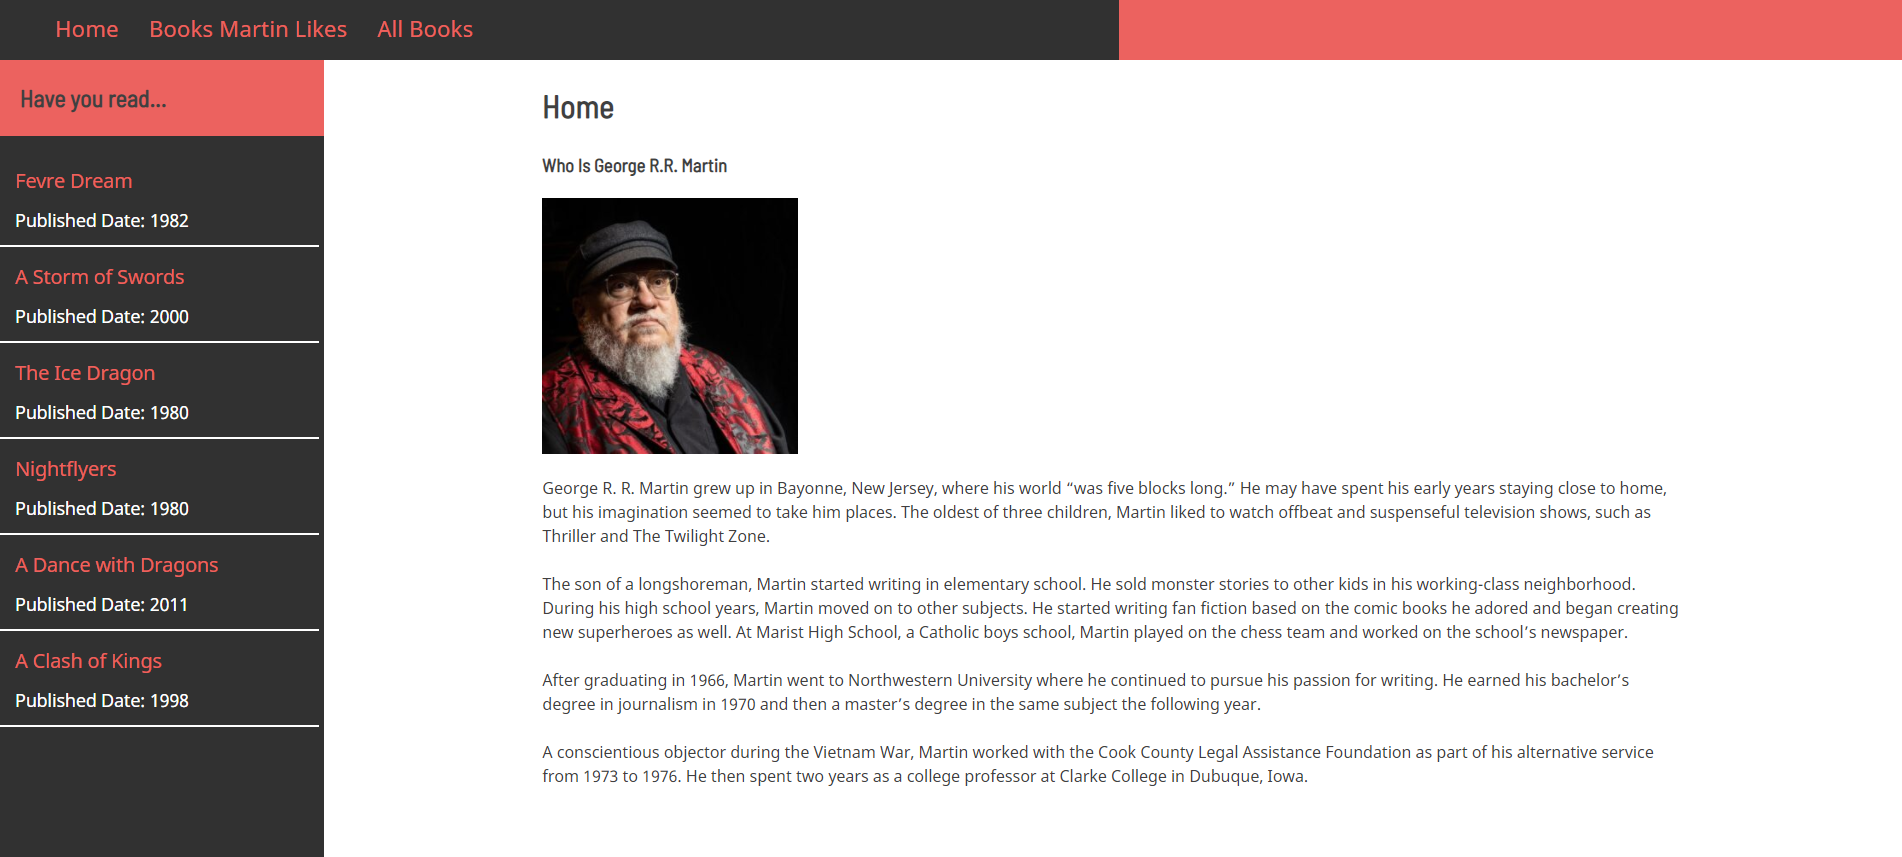 Home Books Martin Likes All Books
Have you read...
Fevre Dream
Published Date: 1982
A Storm of Swords
Published Date: 2000
The Ice Dragon
Published Date: 1980
Nightflyers
Published Date: 1980
A Dance with Dragons
Published Date: 2011
A Clash of Kings
Published Date: 1998
Home
Who Is George R.R. Martin
George R. R. Martin grew up in Bayonne, New Jersey, where his world “was five blocks long.” He may have spent his early years staying close to home,
but his imagination seemed to take him places. The oldest of three children, Martin liked to watch offbeat and suspenseful television shows, such as
Thriller and The Twilight Zone.
The son of a longshoreman, Martin started writing in elementary school. He sold monster stories to other kids in his working-class neighborhood.
During his high school years, Martin moved on to other subjects. He started writing fan fiction based on the comic books he adored and began creating
new superheroes as well. At Marist High School, a Catholic boys school, Martin played on the chess team and worked on the school’s newspaper.
After graduating in 1966, Martin went to Northwestern University where he continued to pursue his passion for writing. He earned his bachelor’s
degree in journalism in 1970 and then a master’s degree in the same subject the following year.
A conscientious objector during the Vietnam War, Martin worked with the Cook County Legal Assistance Foundation as part of his alternative service
from 1973 to 1976. He then spent two years as a college professor at Clarke College in Dubuque, Iowa.